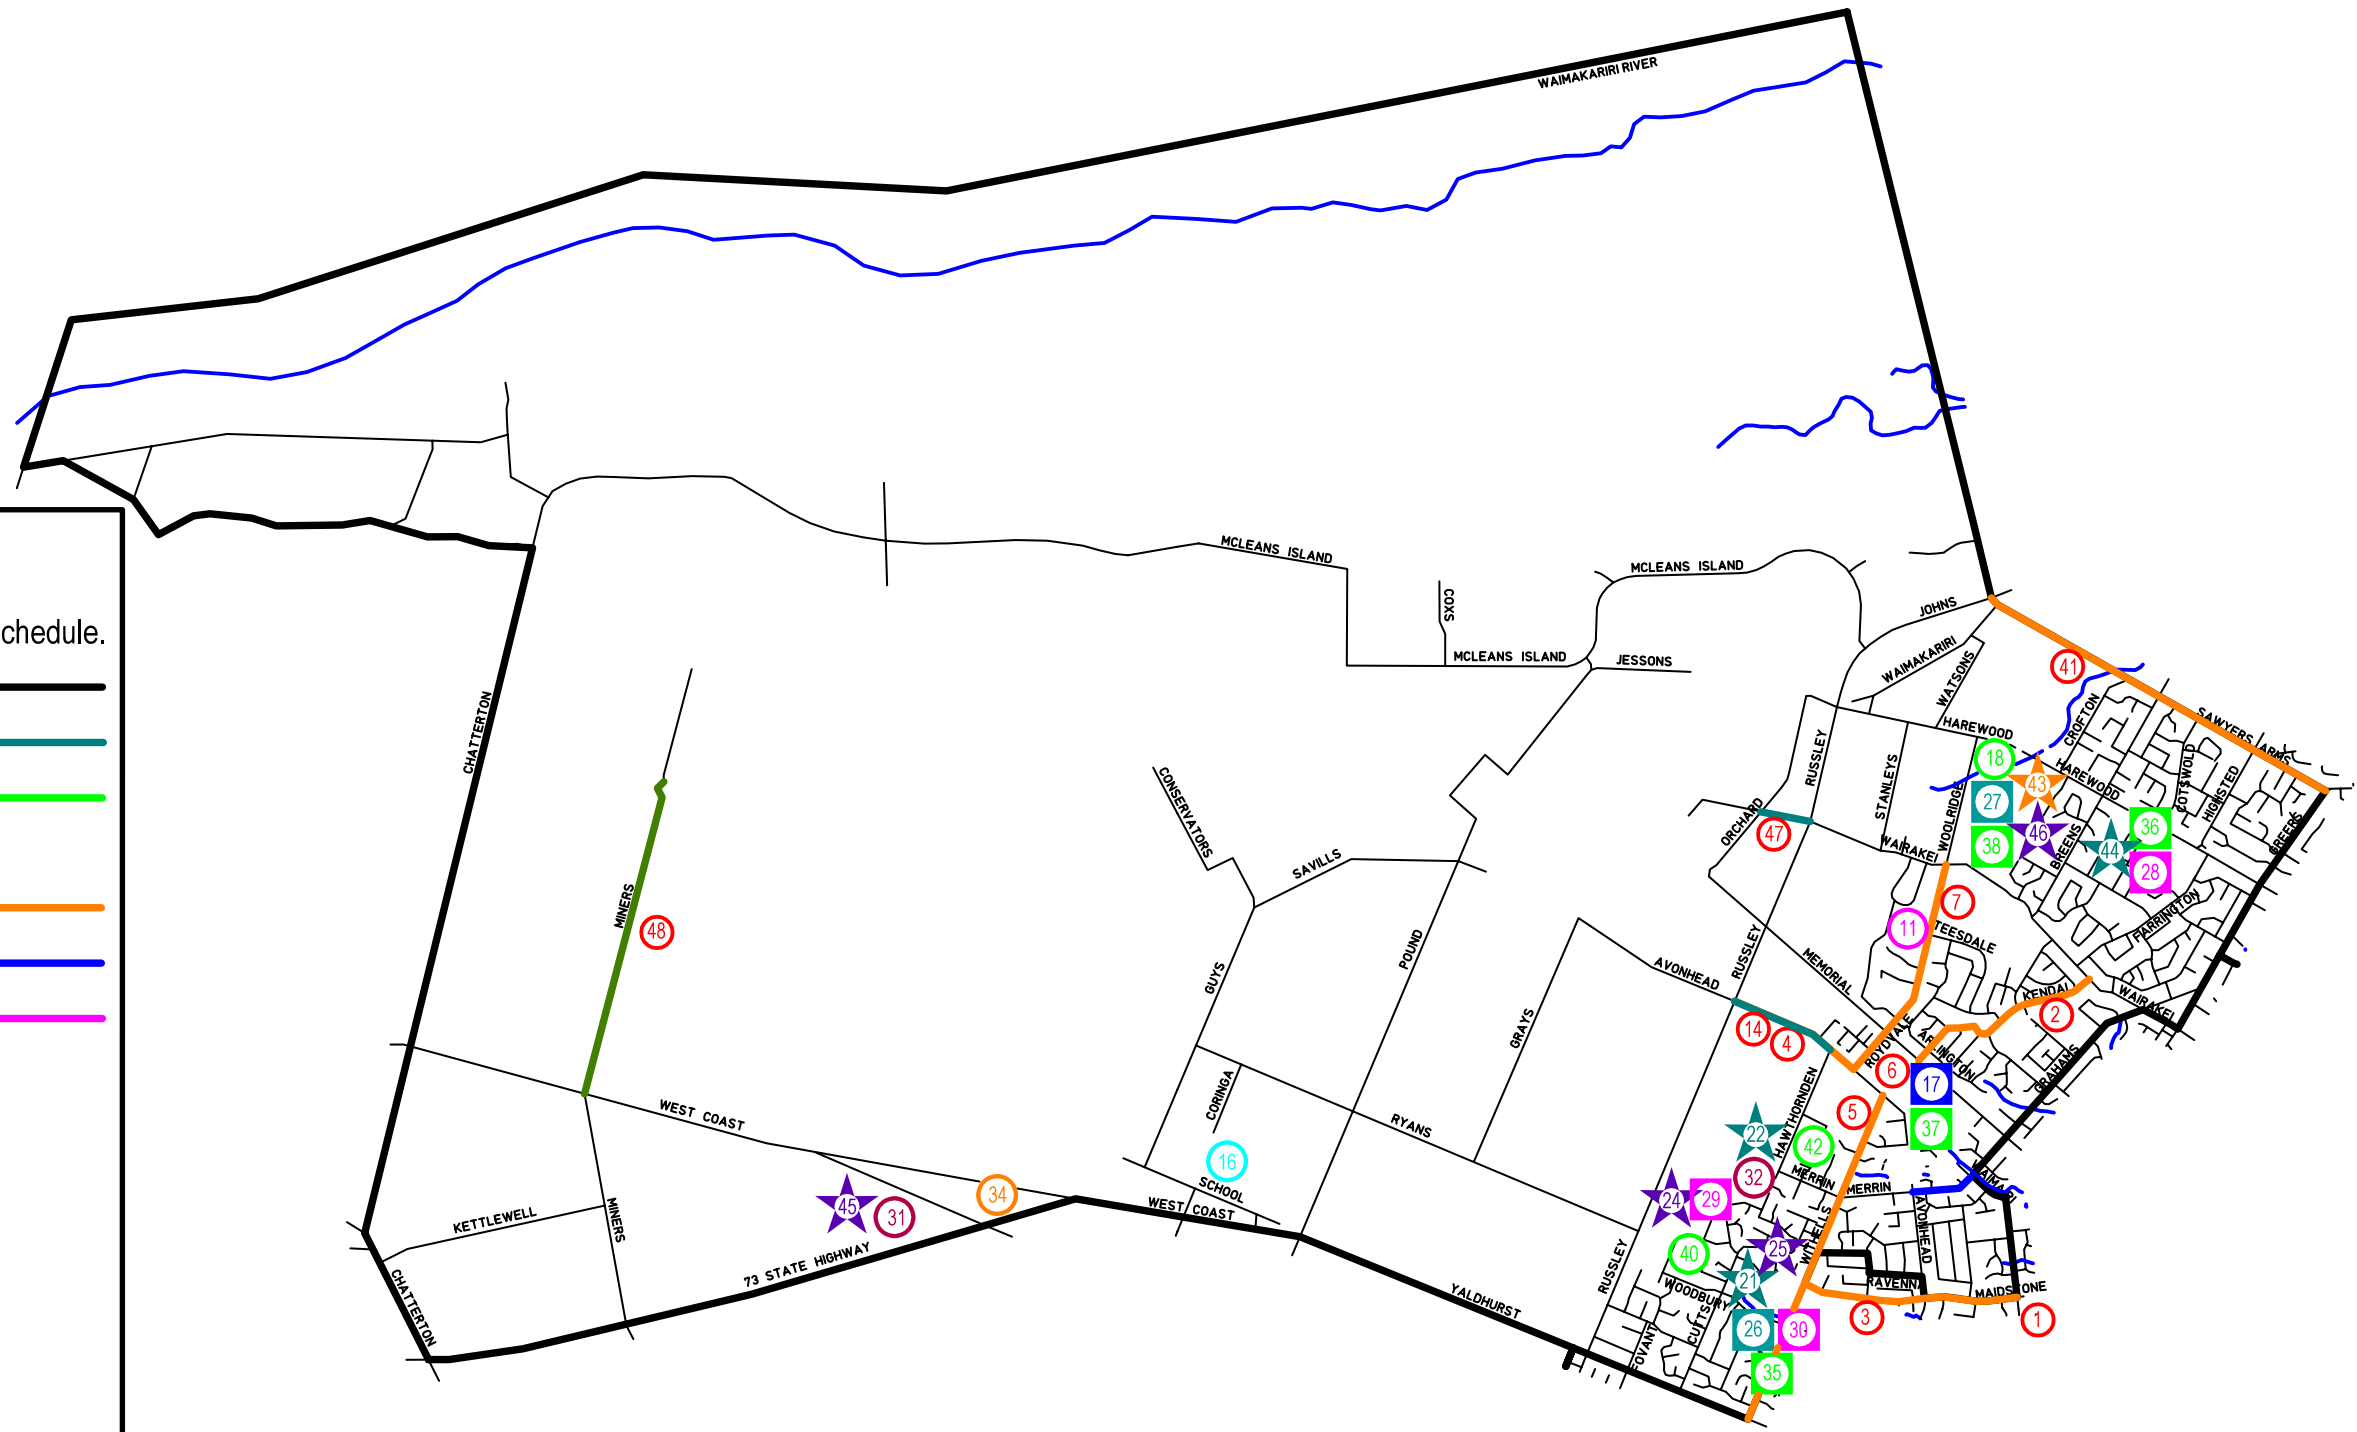 WAIMAKARIRI RIVER
MCLEANS ISLAND
MCLEANS ISLAND
COXS
JOHNS
chedule.
WAIMAKARIRI
MCLEANS ISLAND
JESSONS
41
WATSONS
CHATTERTON
CROFTON
SAWYERS ARMS
HAREWOOD
RUSSLEY
18
HAREWOOD
COTSWOLD
HIGHSTED
CONSERVATORS
STANLEYS
27
43
ORCHARD
47
WOOLRIDGE
46
36
GREERS
WAIRAKEI
38
BREENS
44
28
SAVILLS
MINERS
48
7
11
FARRINGTON
TEESDALE
POUND
RUSSLEY
GUYS
AVONHEAD
MEMORIAL
KENDAL
WAIRAKEI
2
GRAYS
14
4
ROYDVALE
ARLINGTON
6
17
GRAHAMS
CORINGA
WEST COAST
RYANS
HAWTHORNDEN
5
22
37
42
16
32
MERRIN
MERRIN
WAIMARI
SCHOOL
34
WEST COAST
45
31
24
29
KETTLEWELL
MINERS
AVONHEAD
25
WITHELLS
40
RUSSLEY
73 STATE HIGHWAY
21
WOODBURY
RAVENNA
MAIDSTONE
CHATTERTON
YALDHURST
3
1
CUTTS
26
30
FOVANT
35